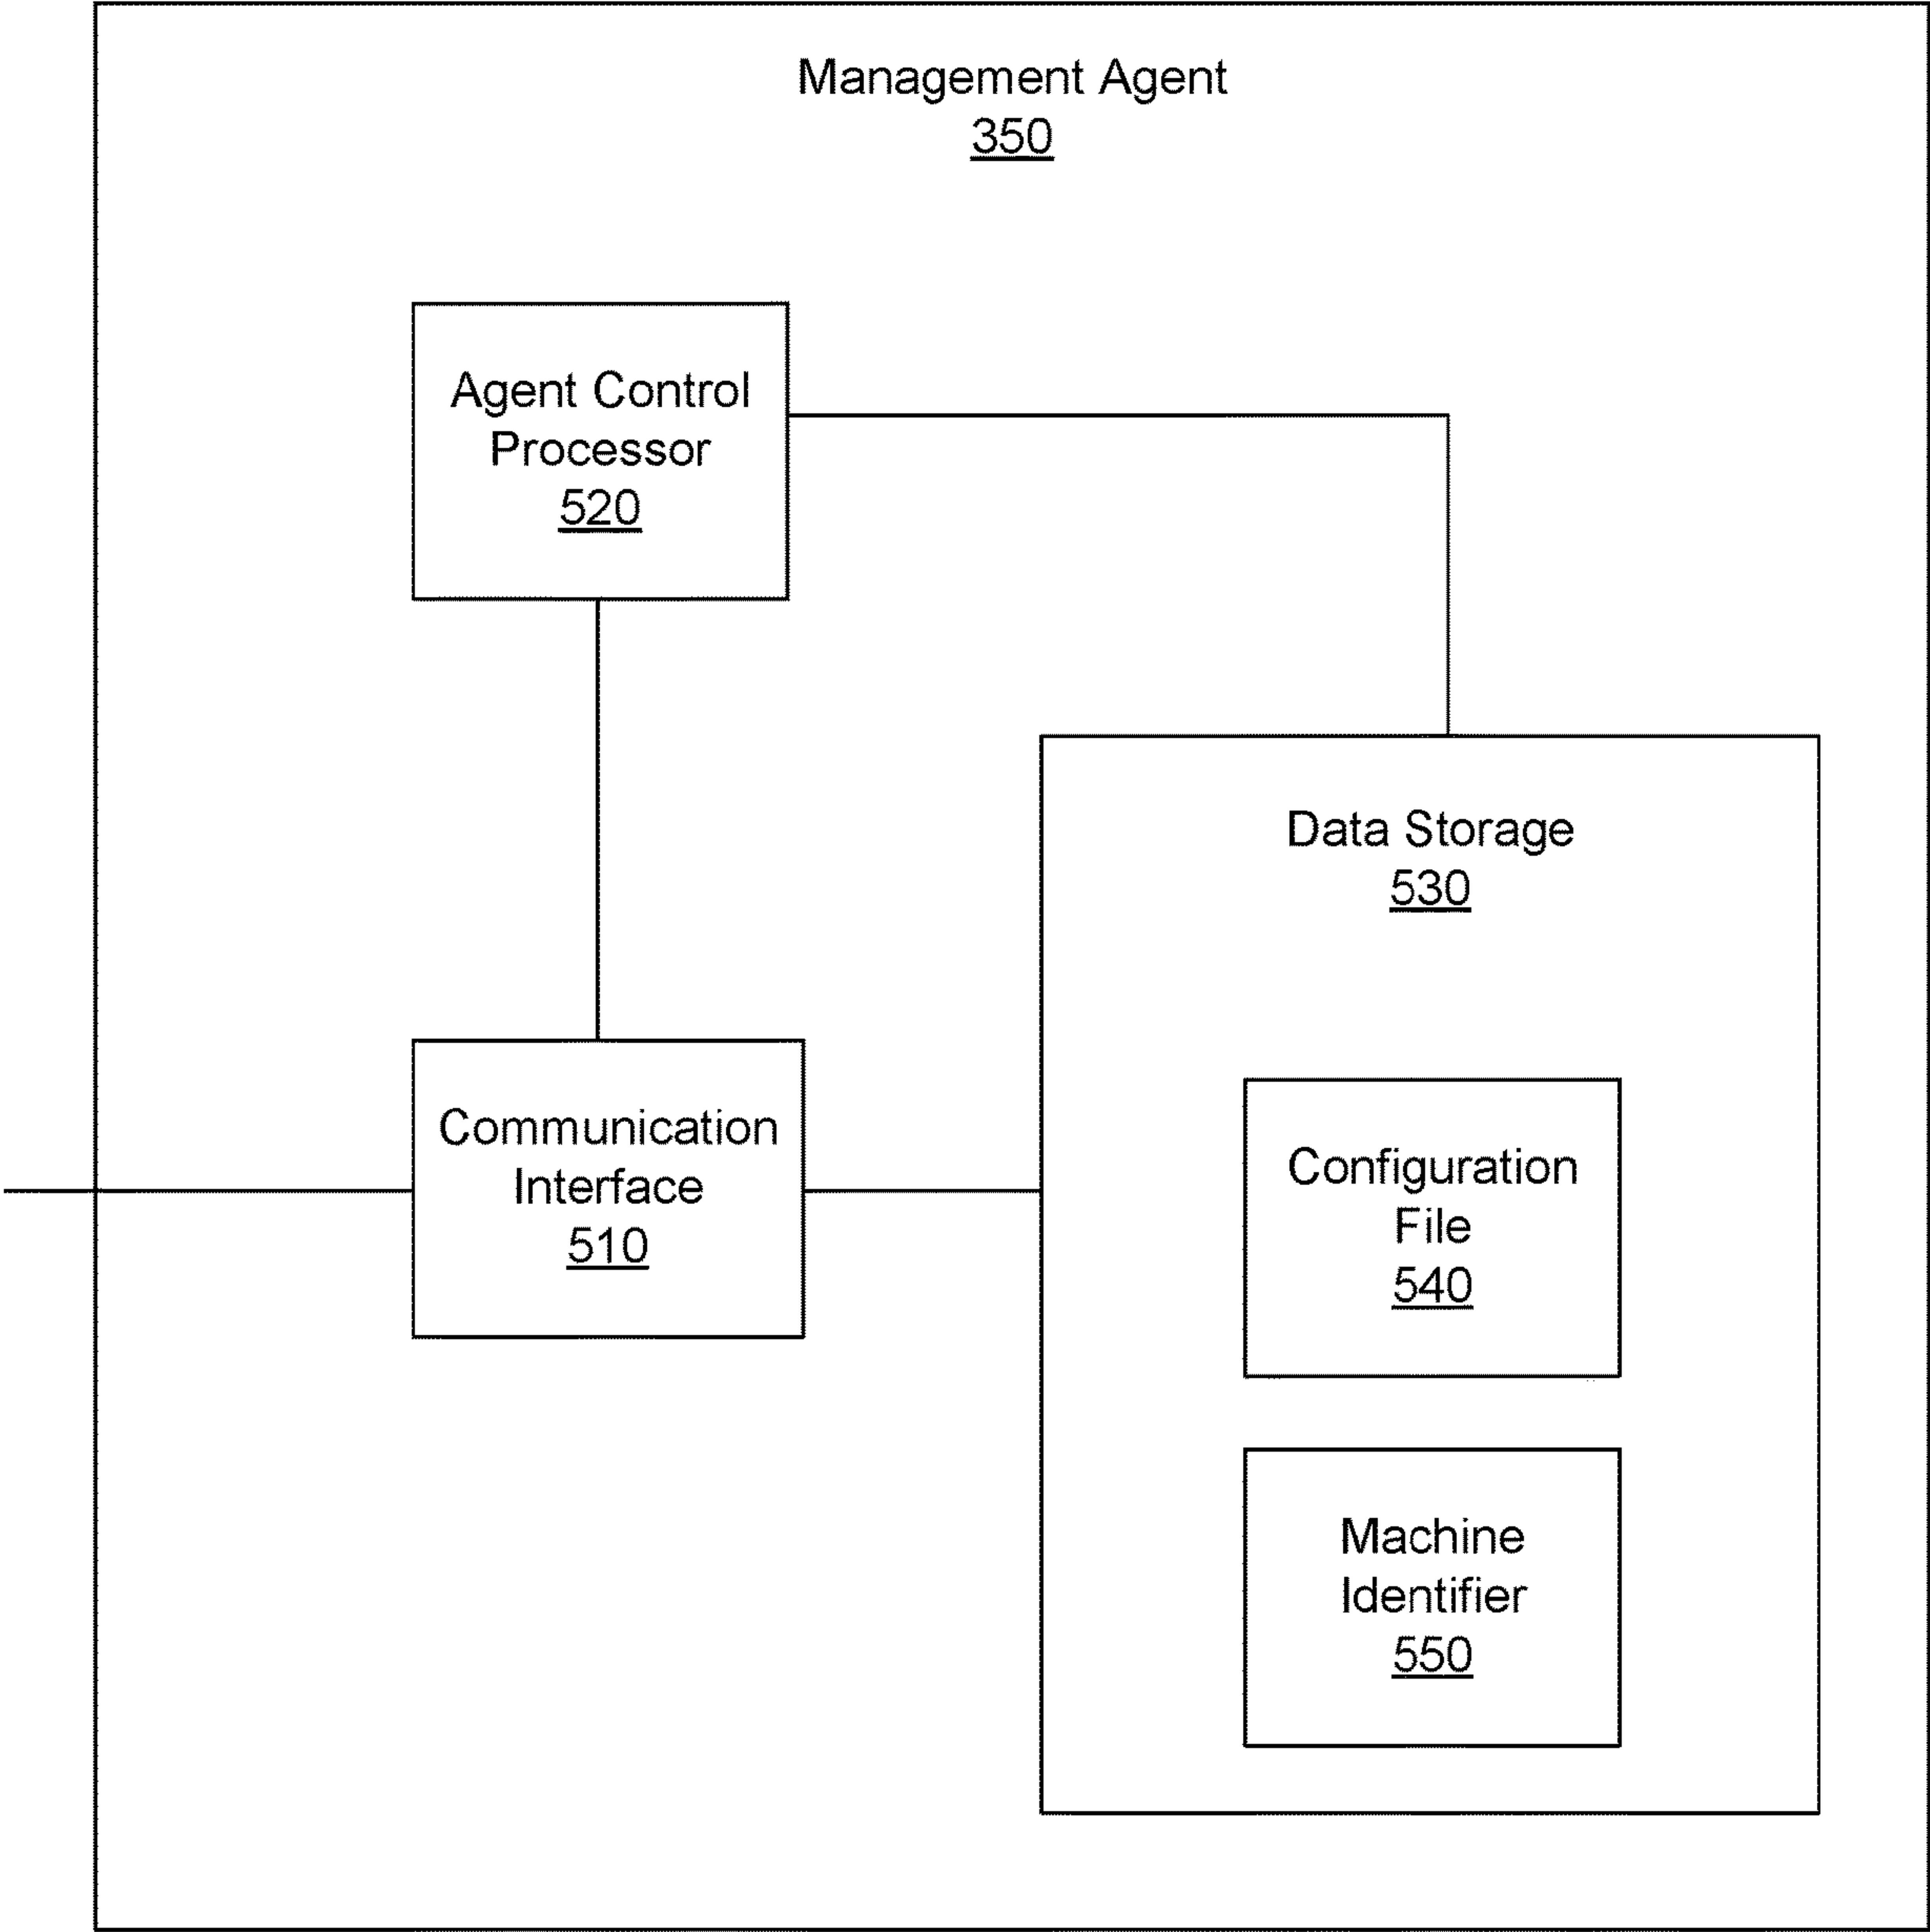 Management Agent
350
Agent Control
Processor
520
Data Storage
530
Communication
Interface
510
Configuration
File
540
Machine
Identifier
550